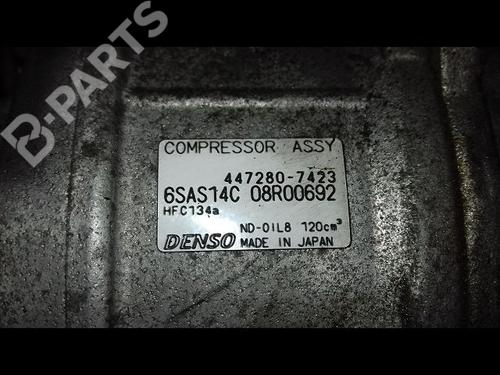 B-PARTS
COMPRESSOR ASSY
447280-7423
6SAS14C 08R00692
HFC134a
ND-OIL8 120cm³
DENSO MADE IN JAPAN